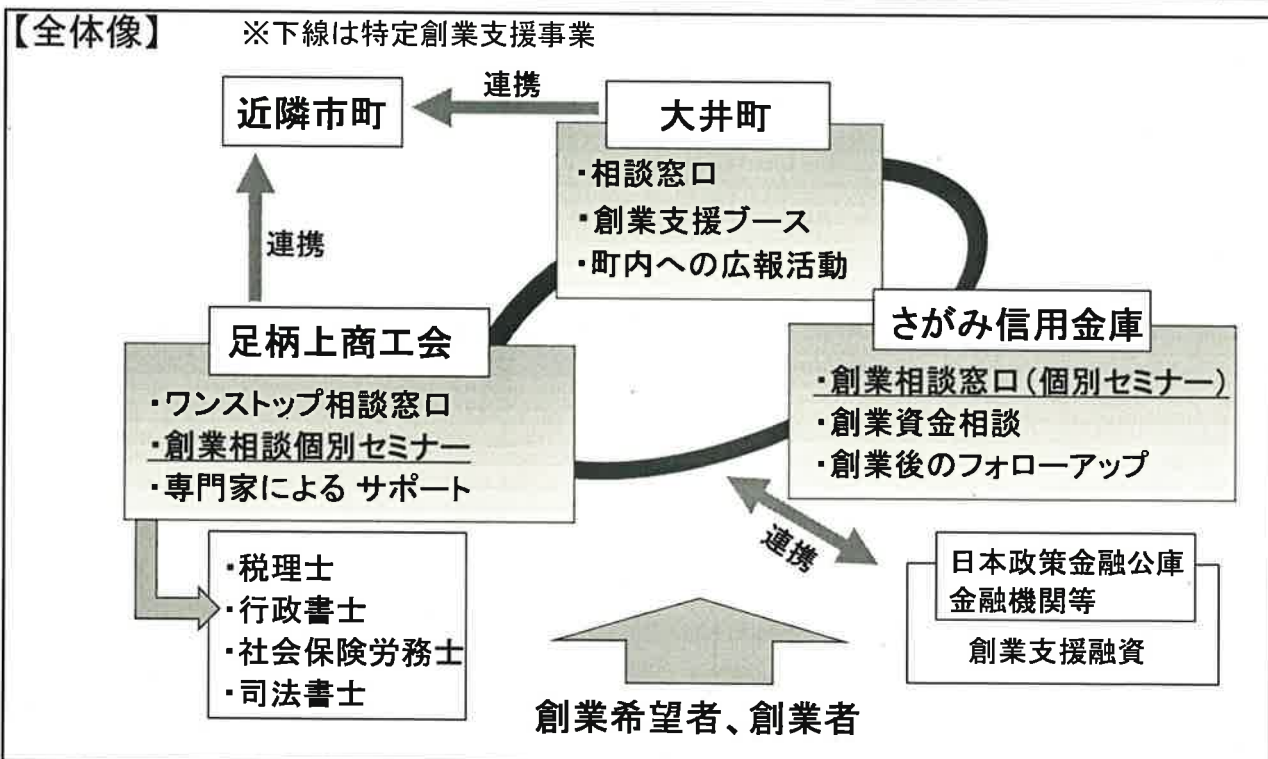 【全体像】 ※下線は特定創業支援事業
連携
近隣市町
大井町
・相談窓口
・創業支援ブース
・町内への広報活動
連携
足柄上商工会
・ワンストップ相談窓口
・創業相談個別セミナー
・専門家による サポート
さがみ信用金庫
・創業相談窓口(個別セミナー)
・創業資金相談
・創業後のフォローアップ
・税理士
・行政書士
・社会保険労務士
・司法書士
連携
日本政策金融公庫
金融機関等
創業支援融資
創業希望者、創業者